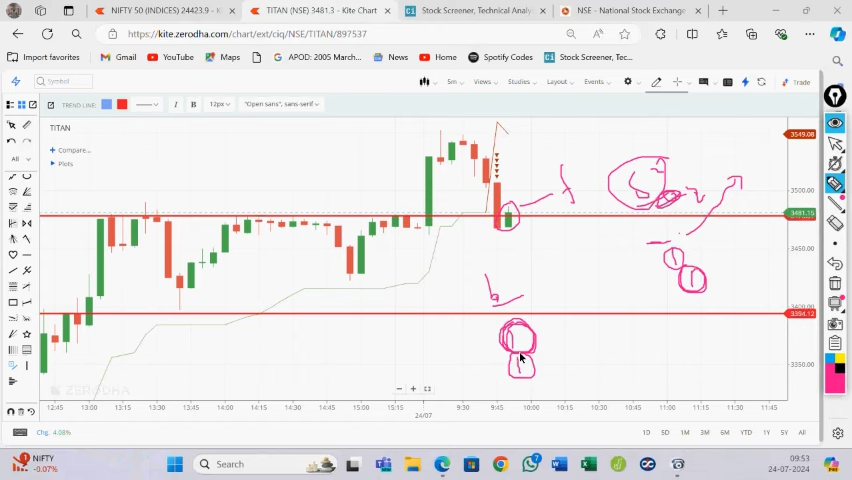 NIFTY 50 (INDICES) 24423.9 - K
TITAN (NSE) 3481.3 - Kite Chart
Stock Screener, Technical Analy
NSE - National Stock Exchange
https://kite.zerodha.com/chart/ext/ciq/NSE/TITAN/897537
Import favorites
Gmail
YouTube
APOD: 2005 March...
News
Home
Spotify Codes
Stock Screener, Tec...
Symbol
5m
Views
Studies
Layout
Events
Trade
TREND-LINE:
I
B
12px
"Open sans", sans-serif
TITAN
Compare...
Plots
All
3549.08
3500.00
3481.15
3450.00
3400.00
3394.12
3350.00
ZERODHA
12:45 13:00 13:15 13:30 13:45 14:00 14:15 14:30 14:45 15:00 15:15 24/07 9:30 9:45 10:00 10:15 10:30 10:45 11:00 11:15 11:30 11:45
Chg. 4.08%
1D 5D 1M 3M 6M YTD 1Y 5Y All
NIFTY
-0.07%
Search
7
ENG
IN
09:53
24-07-2024